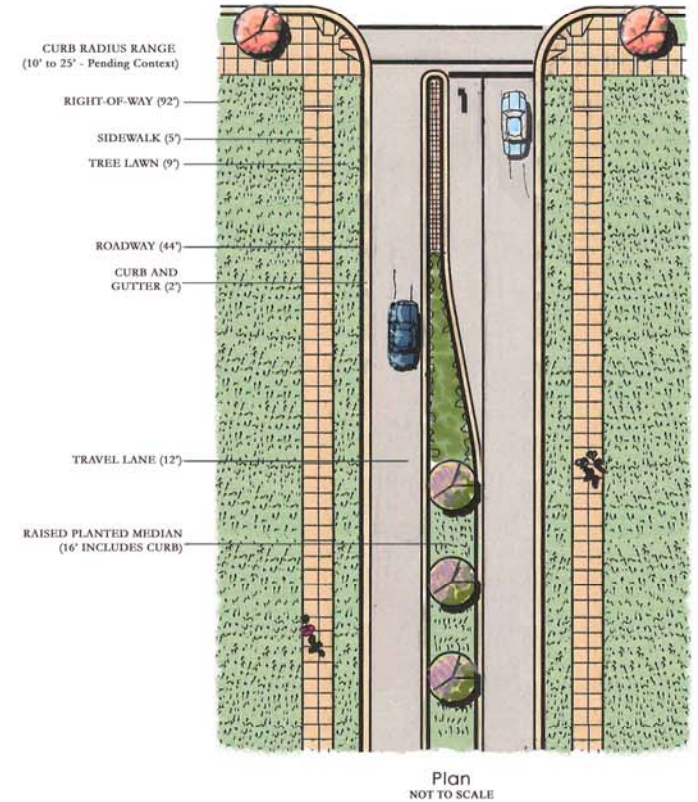 CURB RADIUS RANGE
(10' to 25' - Pending Context)
RIGHT-OF-WAY (92')
SIDEWALK (5')
TREE LAWN (9')
ROADWAY (44')
CURB AND
GUTTER (2')
TRAVEL LANE (12')
RAISED PLANTED MEDIAN
(16' INCLUDES CURB)
Plan
NOT TO SCALE